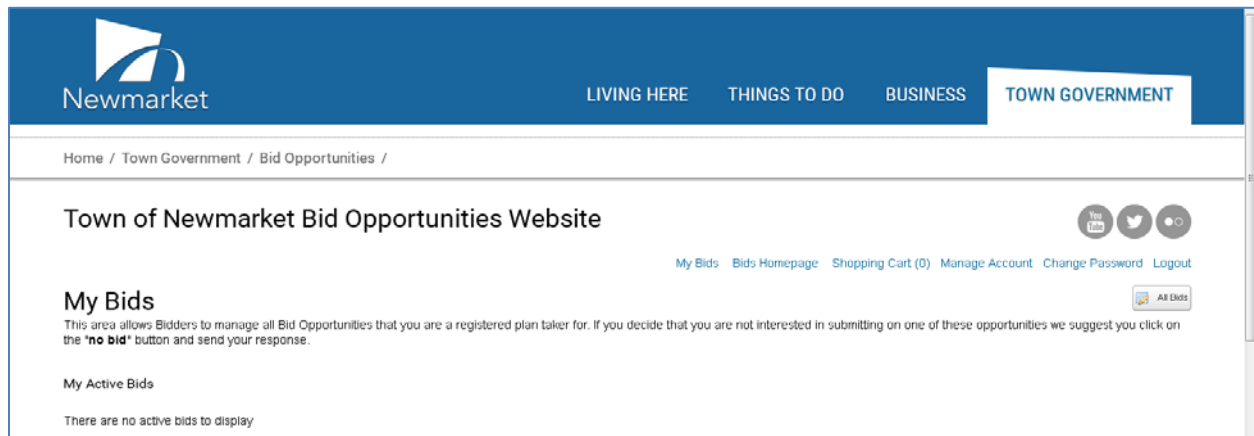 Newmarket
LIVING HERE THINGS TO DO BUSINESS TOWN GOVERNMENT
Home / Town Government / Bid Opportunities /
Town of Newmarket Bid Opportunities Website
You
Tube
My Bids Bids Homepage Shopping Cart (0) Manage Account Change Password Logout
My Bids
All Bids
This area allows Bidders to manage all Bid Opportunities that you are a registered plan taker for. If you decide that you are not interested in submitting on one of these opportunities we suggest you click on
the "no bid" button and send your response.
My Active Bids
There are no active bids to display